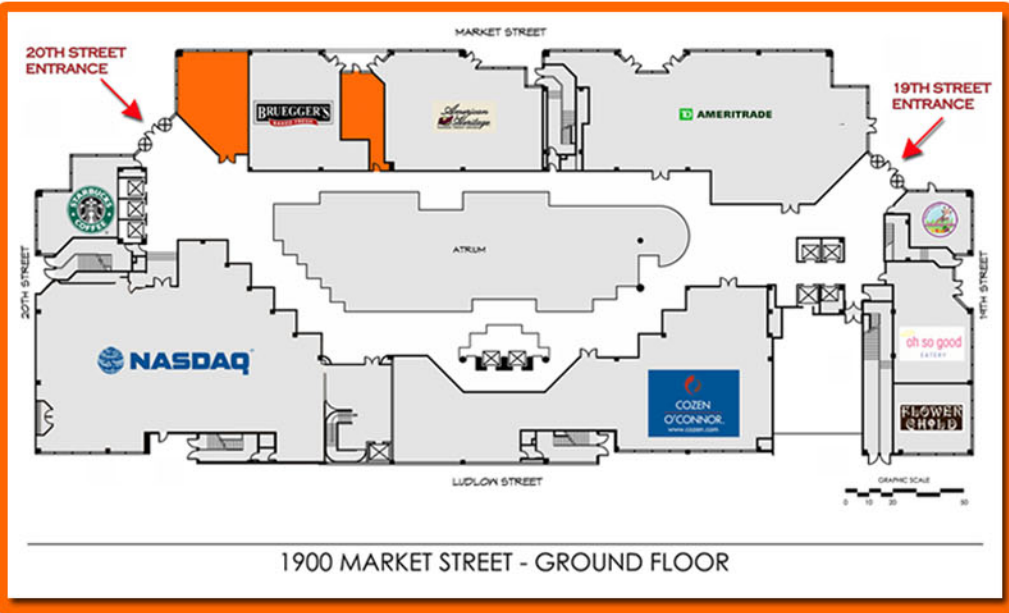 MARKET STREET
20TH STREET
ENTRANCE
19TH STREET
ENTRANCE
BRUEGGER'S
American
Heritage
TD AMERITRADE
STARBUCKS
COFFEE
ATRIUM
20TH STREET
19TH STREET
NASDAQ
oh so good
EATERY
COZEN
O'CONNOR.
www.cozen.com
FLOWER
CHILD
LUDLOW STREET
GRAPHIC SCALE
0 10 20 50
1900 MARKET STREET - GROUND FLOOR